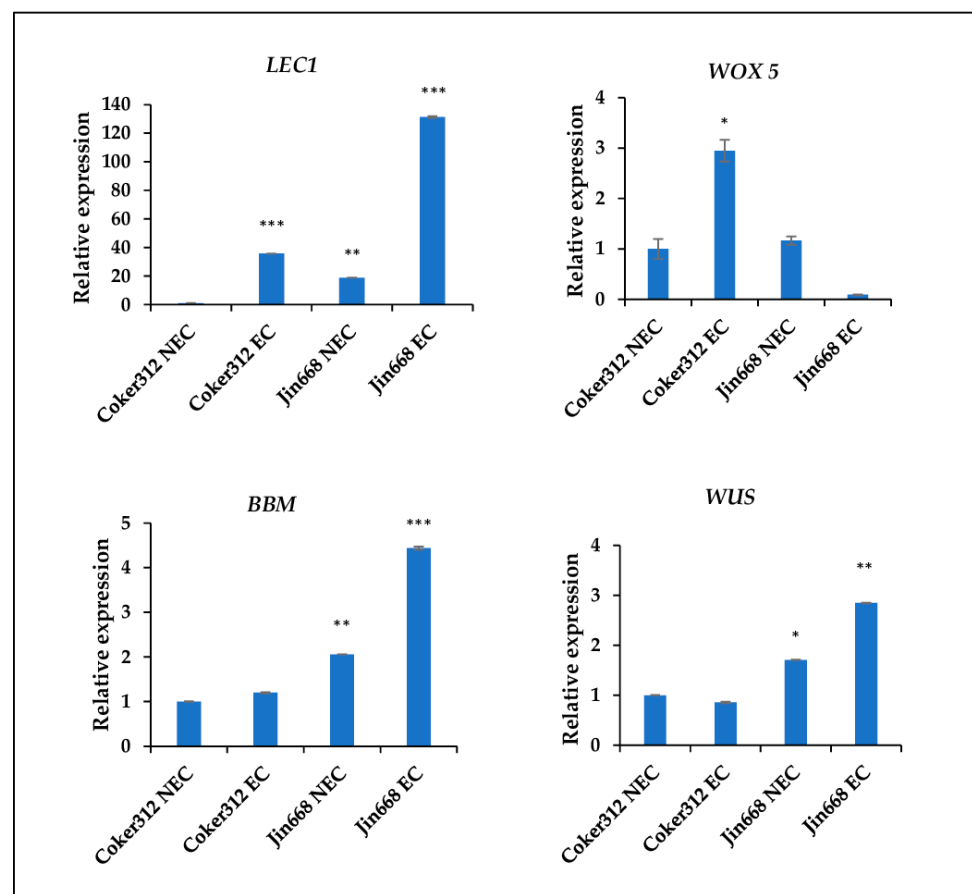 LEC1
Relative expression
140
120
100
80
60
40
20
0
***
**
***
Coker312 NEC
Coker312 EC
Jin668 NEC
Jin668 EC
WOX 5
Relative expression
4
3
2
1
0
*
Coker312 NEC
Coker312 EC
Jin668 NEC
Jin668 EC
BBM
Relative expression
5
4
3
2
1
0
**
***
Coker312 NEC
Coker312 EC
Jin668 NEC
Jin668 EC
WUS
Relative expression
4
3
2
1
0
*
**
Coker312 NEC
Coker312 EC
Jin668 NEC
Jin668 EC